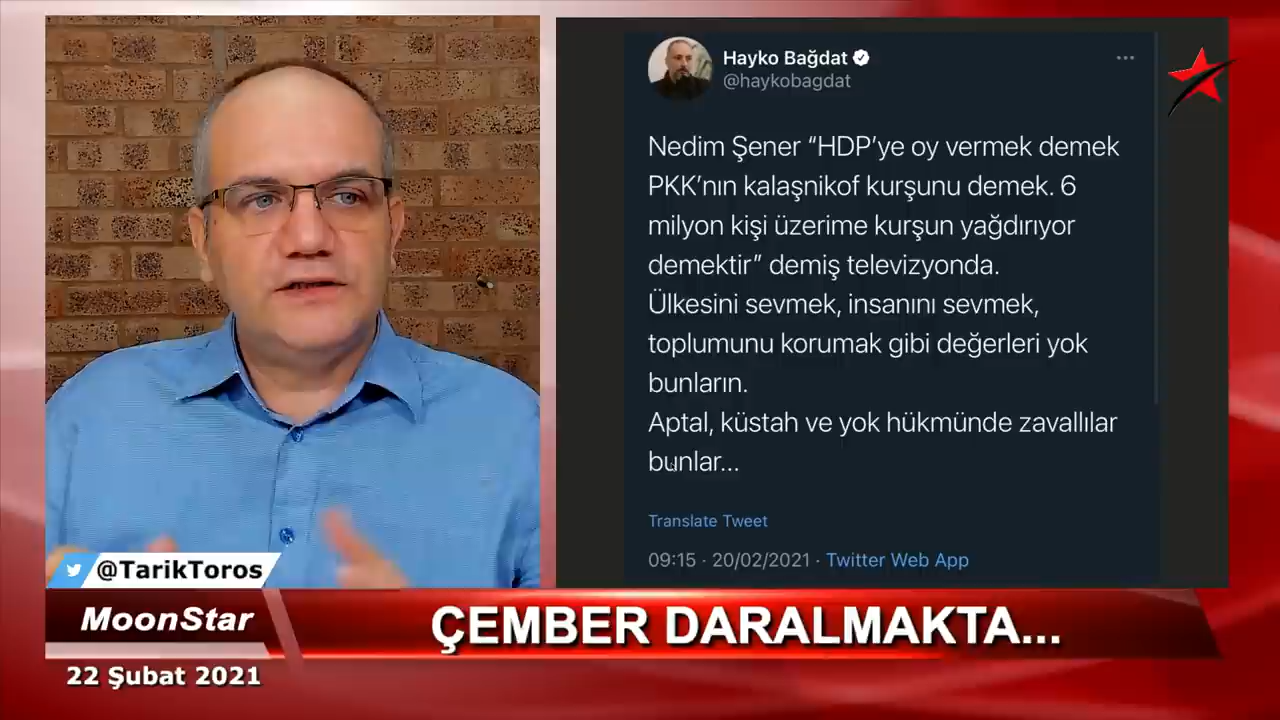 Hayko Bağdat
@haykobagdat
Nedim Şener “HDP’ye oy vermek demek
PKK’nın kalaşnikof kurşunu demek. 6
milyon kişi üzerime kurşun yağdırıyor
demektir” demiş televizyonda.
Ülkesini sevmek, insanını sevmek,
toplumunu korumak gibi değerleri yok
bunların.
Aptal, küstah ve yok hükmünde zavallılar
bunlar...
Translate Tweet
09:15 · 20/02/2021 · Twitter Web App
@TarikToros
MoonStar
ÇEMBER DARALMAKTA...
22 Şubat 2021